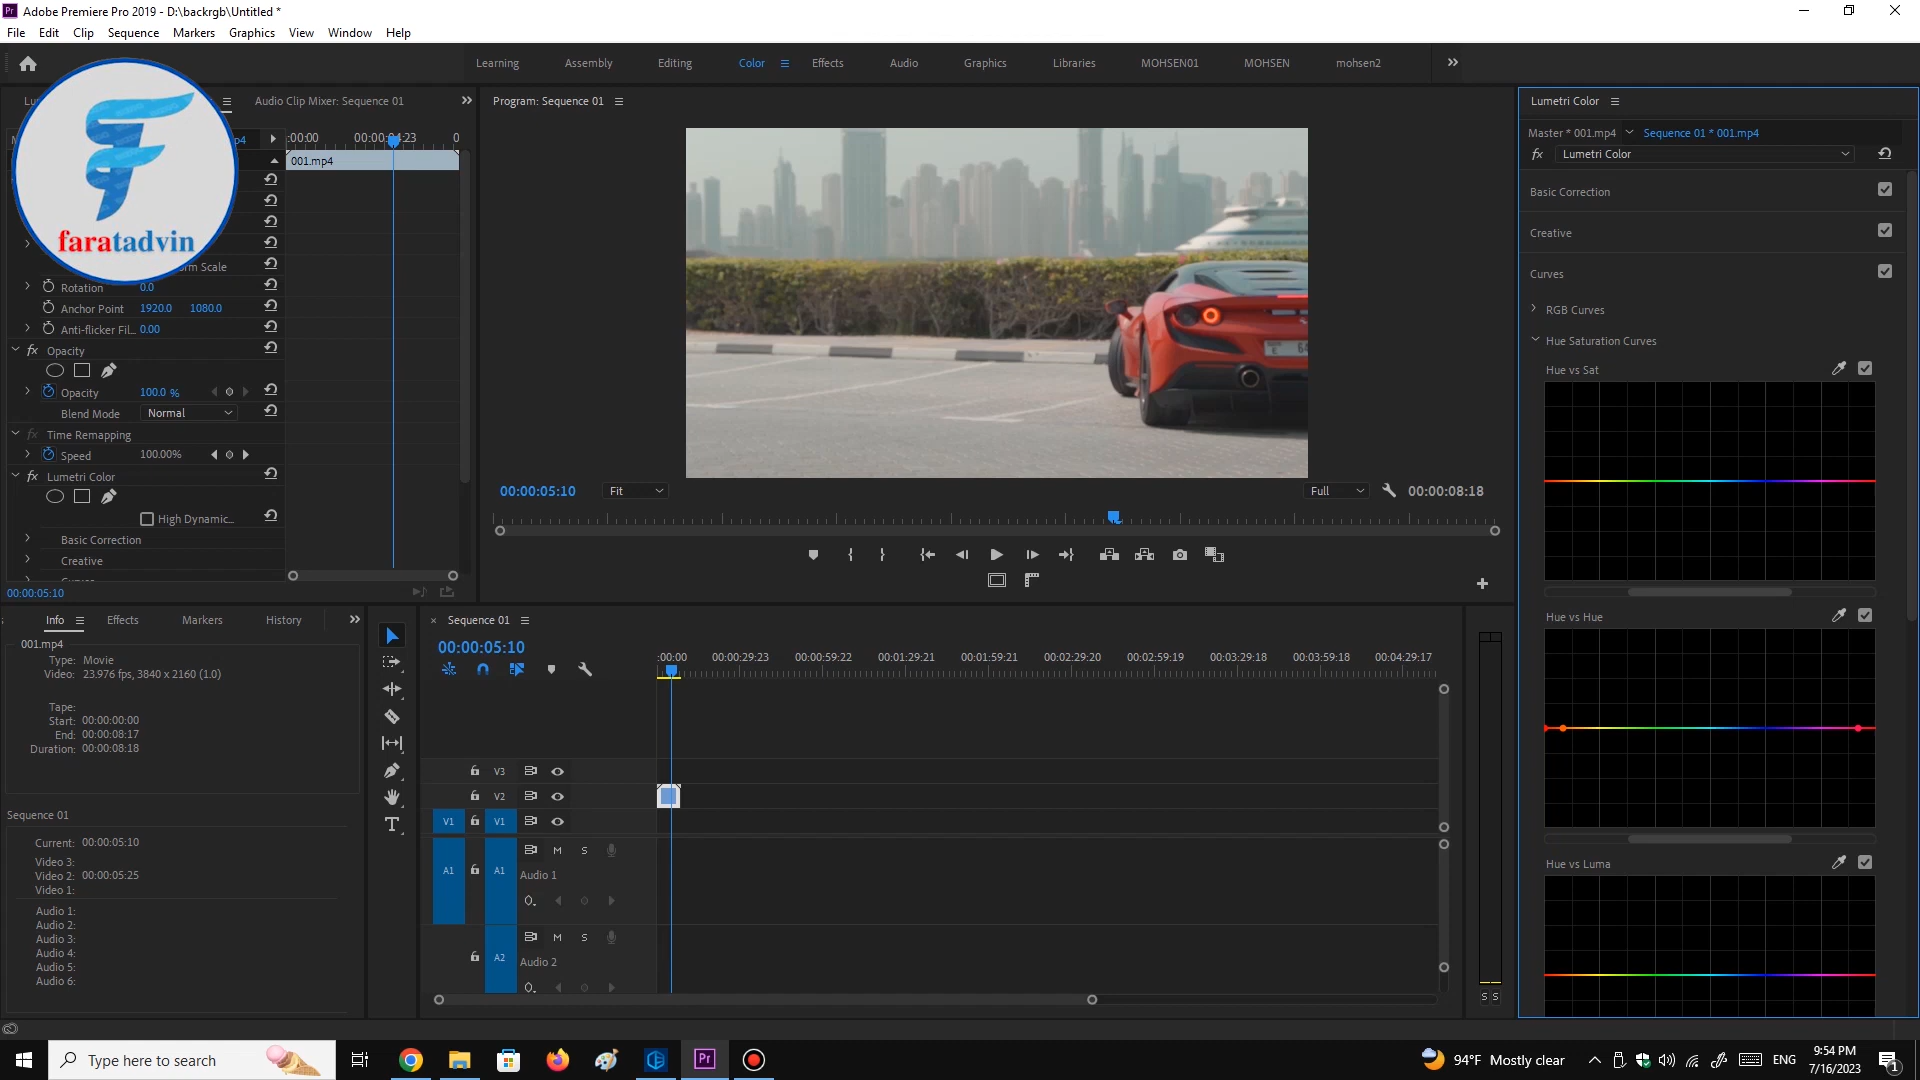 Adobe Premiere Pro 2019 - D:\backrgb\Untitled *
File Edit Clip Sequence Markers Graphics View Window Help
Learning Assembly Editing Color Effects Audio Graphics Libraries MOHSEN01 MOHSEN mohsen2
Audio Clip Mixer: Sequence 01
Program: Sequence 01
Lumetri Color
Master * 001.mp4 Sequence 01 * 001.mp4
fx Lumetri Color
:00:00 00:00:04:23 0
001.mp4
faratadvin
Rotation 0.0
Anchor Point 1920.0 1080.0
Anti-flicker Fil... 0.00
fx Opacity
Opacity 100.0 %
Blend Mode Normal
fx Time Remapping
Speed 100.00%
fx Lumetri Color
High Dynamic...
Basic Correction
Creative
00:00:05:10
00:00:05:10 Fit Full 00:00:08:18
Basic Correction
Creative
Curves
RGB Curves
Hue Saturation Curves
Hue vs Sat
Hue vs Hue
Hue vs Luma
Info Effects Markers History
001.mp4
Type: Movie
Video: 23.976 fps, 3840 x 2160 (1.0)
Tape:
Start: 00:00:00:00
End: 00:00:08:17
Duration: 00:00:08:18
Sequence 01
Current: 00:00:05:10
Video 3:
Video 2: 00:00:05:25
Video 1:
Audio 1:
Audio 2:
Audio 3:
Audio 4:
Audio 5:
Audio 6:
× Sequence 01
00:00:05:10
:00:00 00:00:29:23 00:00:59:22 00:01:29:21 00:01:59:21 00:02:29:20 00:02:59:19 00:03:29:18 00:03:59:18 00:04:29:17
V3
V2
V1 V1
A1 A1 M S
Audio 1
A2 M S
Audio 2
S S
Type here to search
94°F Mostly clear
ENG
9:54 PM
7/16/2023
1